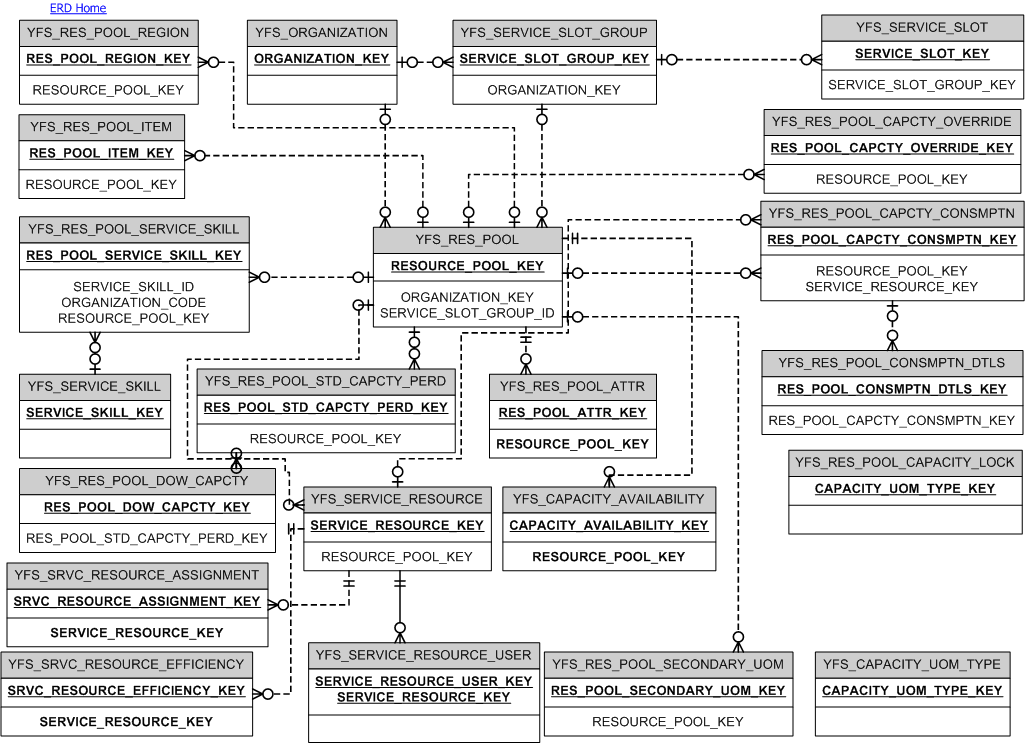 ERD Home
YFS_RES_POOL_REGION
RES_POOL_REGION_KEY
RESOURCE_POOL_KEY
YFS_ORGANIZATION
ORGANIZATION_KEY
YFS_SERVICE_SLOT_GROUP
SERVICE_SLOT_GROUP_KEY
ORGANIZATION_KEY
YFS_SERVICE_SLOT
SERVICE_SLOT_KEY
SERVICE_SLOT_GROUP_KEY
YFS_RES_POOL_ITEM
RES_POOL_ITEM_KEY
RESOURCE_POOL_KEY
YFS_RES_POOL_CAPCTY_OVERRIDE
RES_POOL_CAPCTY_OVERRIDE_KEY
RESOURCE_POOL_KEY
YFS_RES_POOL_SERVICE_SKILL
RES_POOL_SERVICE_SKILL_KEY
SERVICE_SKILL_ID
ORGANIZATION_CODE
RESOURCE_POOL_KEY
YFS_RES_POOL
RESOURCE_POOL_KEY
ORGANIZATION_KEY
SERVICE_SLOT_GROUP_ID
YFS_RES_POOL_CAPCTY_CONSMPTN
RES_POOL_CAPCTY_CONSMPTN_KEY
RESOURCE_POOL_KEY
SERVICE_RESOURCE_KEY
YFS_SERVICE_SKILL
SERVICE_SKILL_KEY
YFS_RES_POOL_STD_CAPCTY_PERD
RES_POOL_STD_CAPCTY_PERD_KEY
RESOURCE_POOL_KEY
YFS_RES_POOL_ATTR
RES_POOL_ATTR_KEY
RESOURCE_POOL_KEY
YFS_RES_POOL_CONSMPTN_DTLS
RES_POOL_CONSMPTN_DTLS_KEY
RES_POOL_CAPCTY_CONSMPTN_KEY
YFS_RES_POOL_DOW_CAPCTY
RES_POOL_DOW_CAPCTY_KEY
RES_POOL_STD_CAPCTY_PERD_KEY
YFS_SERVICE_RESOURCE
SERVICE_RESOURCE_KEY
RESOURCE_POOL_KEY
YFS_CAPACITY_AVAILABILITY
CAPACITY_AVAILABILITY_KEY
RESOURCE_POOL_KEY
YFS_RES_POOL_CAPACITY_LOCK
CAPACITY_UOM_TYPE_KEY
YFS_SRVC_RESOURCE_ASSIGNMENT
SRVC_RESOURCE_ASSIGNMENT_KEY
SERVICE_RESOURCE_KEY
YFS_SRVC_RESOURCE_EFFICIENCY
SRVC_RESOURCE_EFFICIENCY_KEY
SERVICE_RESOURCE_KEY
YFS_SERVICE_RESOURCE_USER
SERVICE_RESOURCE_USER_KEY
SERVICE_RESOURCE_KEY
YFS_RES_POOL_SECONDARY_UOM
RES_POOL_SECONDARY_UOM_KEY
RESOURCE_POOL_KEY
YFS_CAPACITY_UOM_TYPE
CAPACITY_UOM_TYPE_KEY